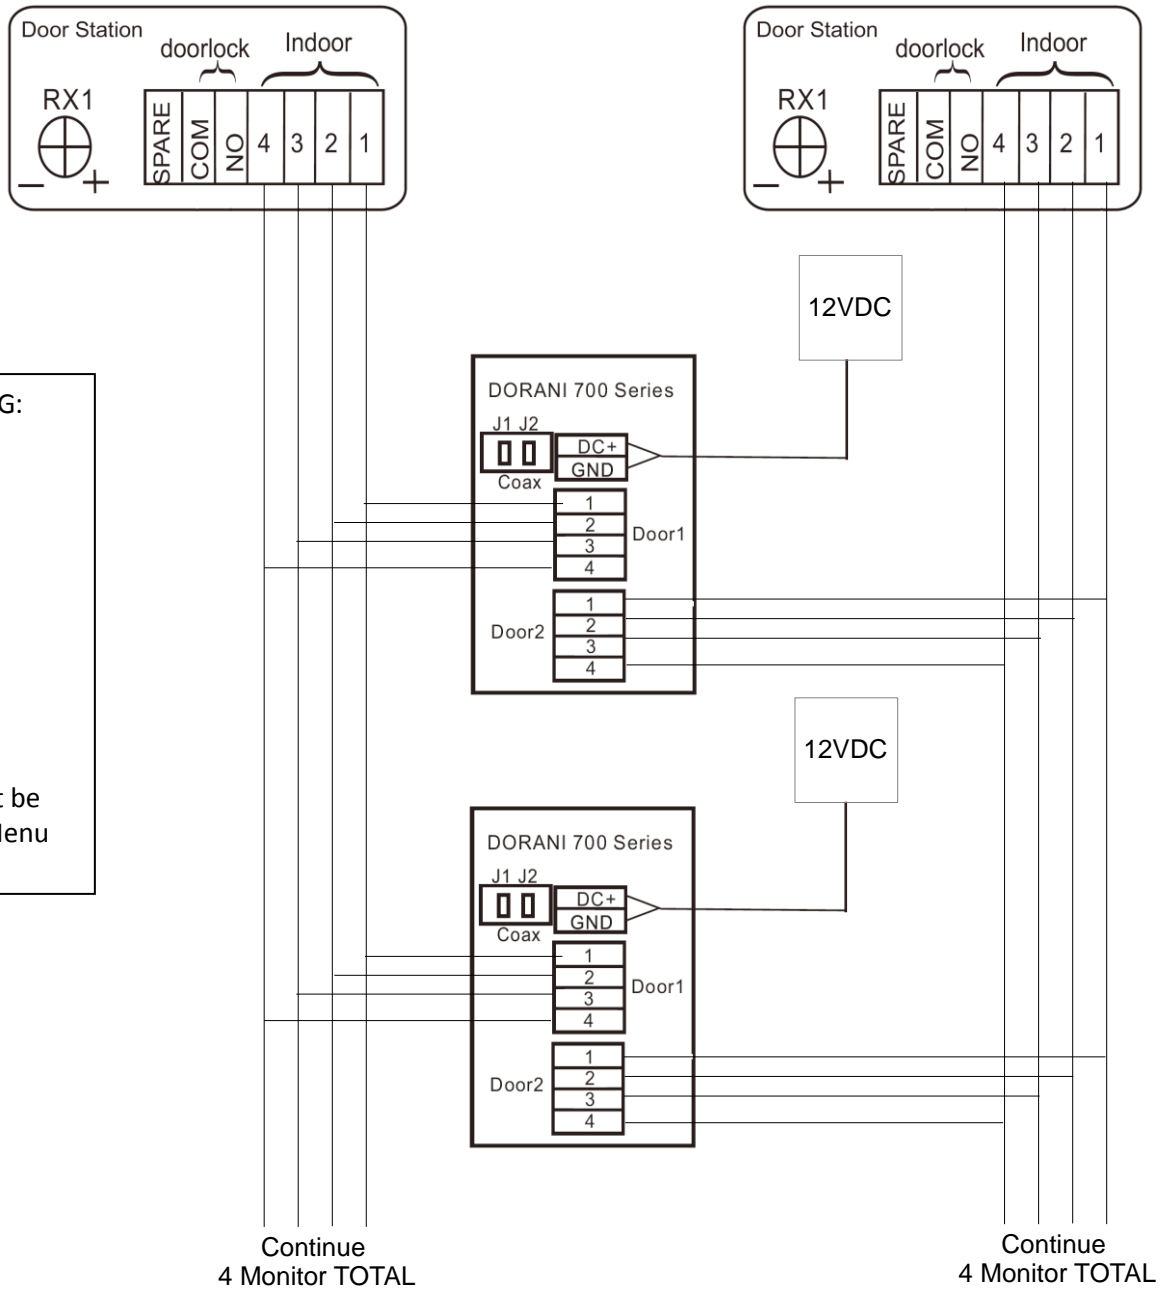 Door Station
doorlock
Indoor
RX1
SPARE
COM
NO
4 3 2 1
− +
Door Station
doorlock
Indoor
RX1
SPARE
COM
NO
4 3 2 1
− +
12VDC
G:
t be
DORANI 700 Series
J1 J2
DC+
GND
Coax
1
2
3
4
Door1
1
2
3
4
Door2
12VDC
DORANI 700 Series
J1 J2
DC+
GND
Coax
1
2
3
4
Door1
1
2
3
4
Door2
Continue
4 Monitor TOTAL
Continue
4 Monitor TOTAL